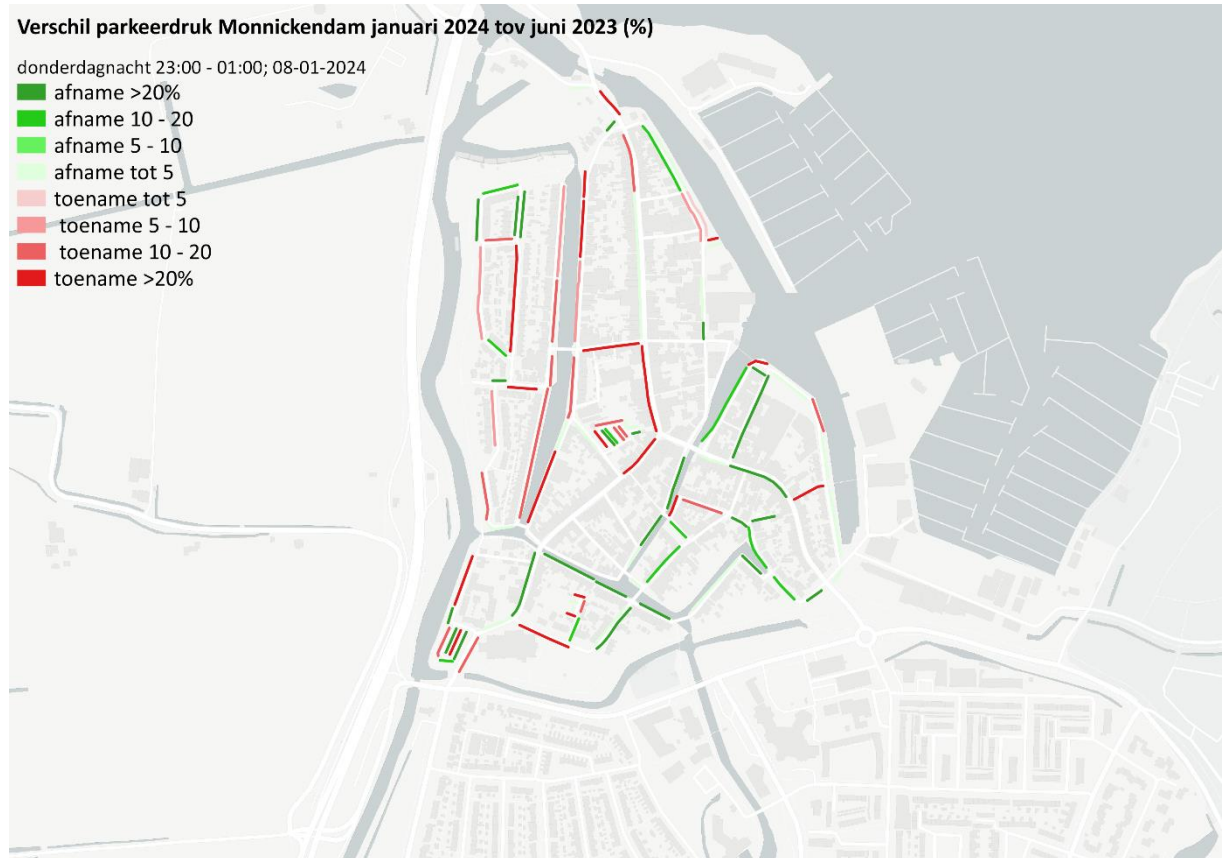 Verschil parkeerdruk Monnickendam januari 2024 tov juni 2023 (%)
donderdagnacht 23:00 - 01:00; 08-01-2024
afname >20%
afname 10 - 20
afname 5 - 10
afname tot 5
toename tot 5
toename 5 - 10
toename 10 - 20
toename >20%